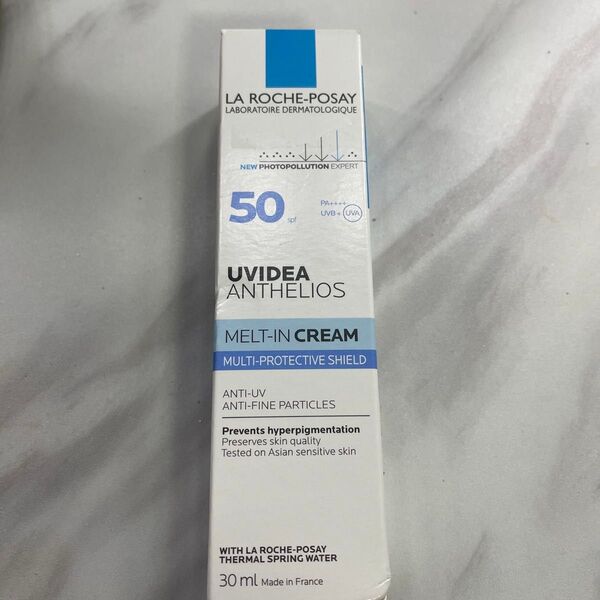 LA ROCHE-POSAY
LABORATOIRE DERMATOLOGIQUE
NEW PHOTOPOLLUTION EXPERT
50 spf
PA++++
UVB + UVA
UVIDEA
ANTHELIOS
MELT-IN CREAM
MULTI-PROTECTIVE SHIELD
ANTI-UV
ANTI-FINE PARTICLES
Prevents hyperpigmentation
Preserves skin quality
Tested on Asian sensitive skin
WITH LA ROCHE-POSAY
THERMAL SPRING WATER
30 ml Made in France